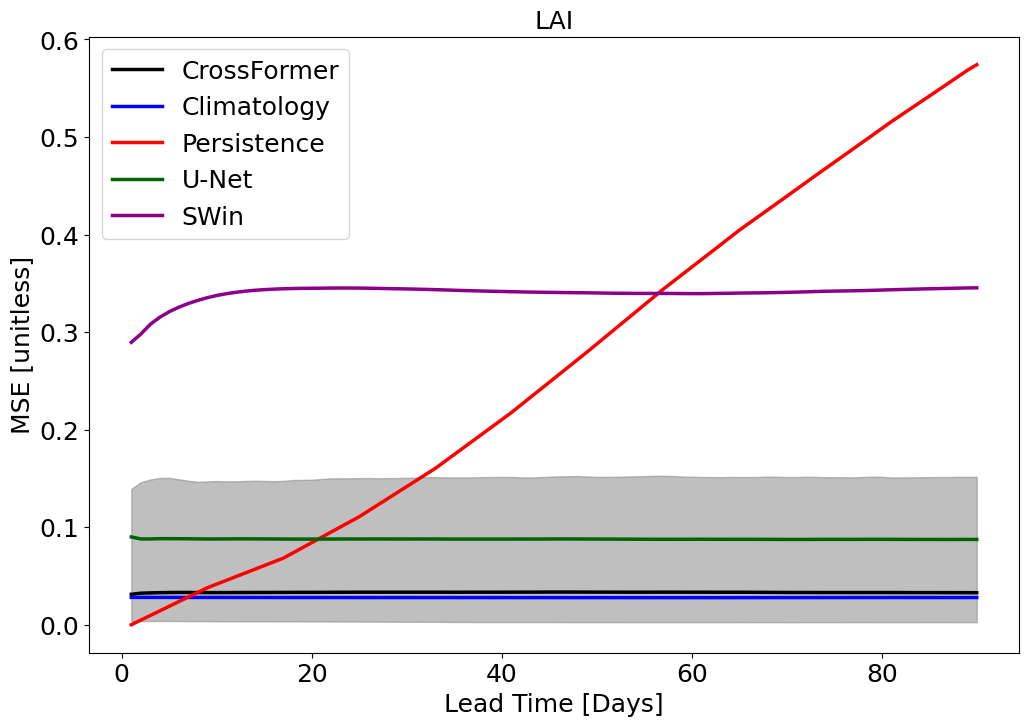 LAI
CrossFormer
Climatology
Persistence
U-Net
SWin
MSE [unitless]
0.6
0.5
0.4
0.3
0.2
0.1
0.0
0 20 40 60 80
Lead Time [Days]